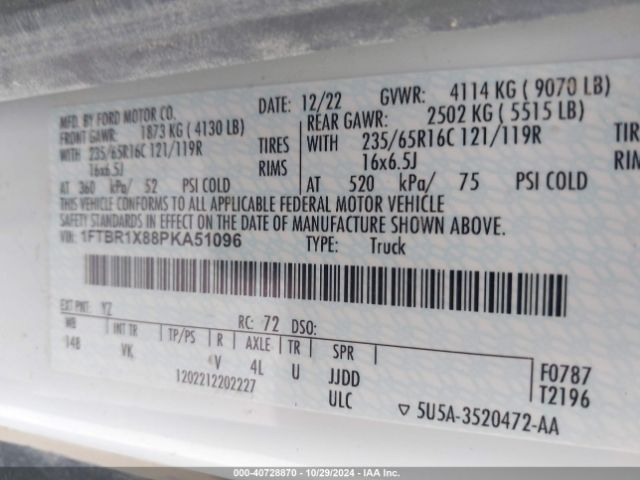 MFD. BY FORD MOTOR CO.
DATE: 12/22 GVWR: 4114 KG ( 9070 LB)
FRONT GAWR: 1873 KG ( 4130 LB) REAR GAWR: 2502 KG ( 5515 LB)
WITH 235/65R16C 121/119R TIRES WITH 235/65R16C 121/119R TIRE
16x6.5J RIMS 16x6.5J RIM
AT 360 kPa/ 52 PSI COLD AT 520 kPa/ 75 PSI COLD
THIS VEHICLE CONFORMS TO ALL APPLICABLE FEDERAL MOTOR VEHICLE
SAFETY STANDARDS IN EFFECT ON THE DATE OF MANUFACTURE SHOWN ABOVE.
VIN: 1FTBR1X88PKA51096 TYPE: Truck
EXT PNT: YZ RC: 72 DSO:
WB INT TR TP/PS R AXLE TR SPR
148 VK V 4L U JJDD F0787
1202212202227 ULC T2196
5U5A-3520472-AA
000-40728870 • 10/29/2024 • IAA Inc.